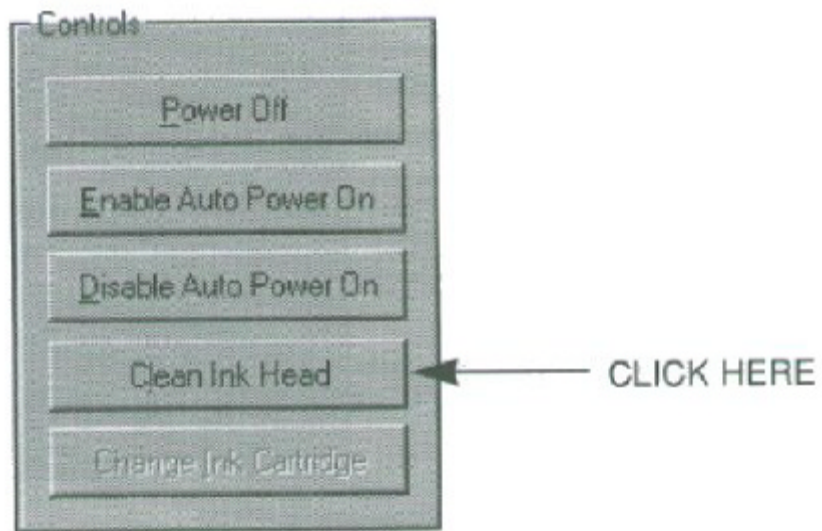 Controls
Power Off
Enable Auto Power On
Disable Auto Power On
Clean Ink Head
CLICK HERE
Change Ink Cartridge